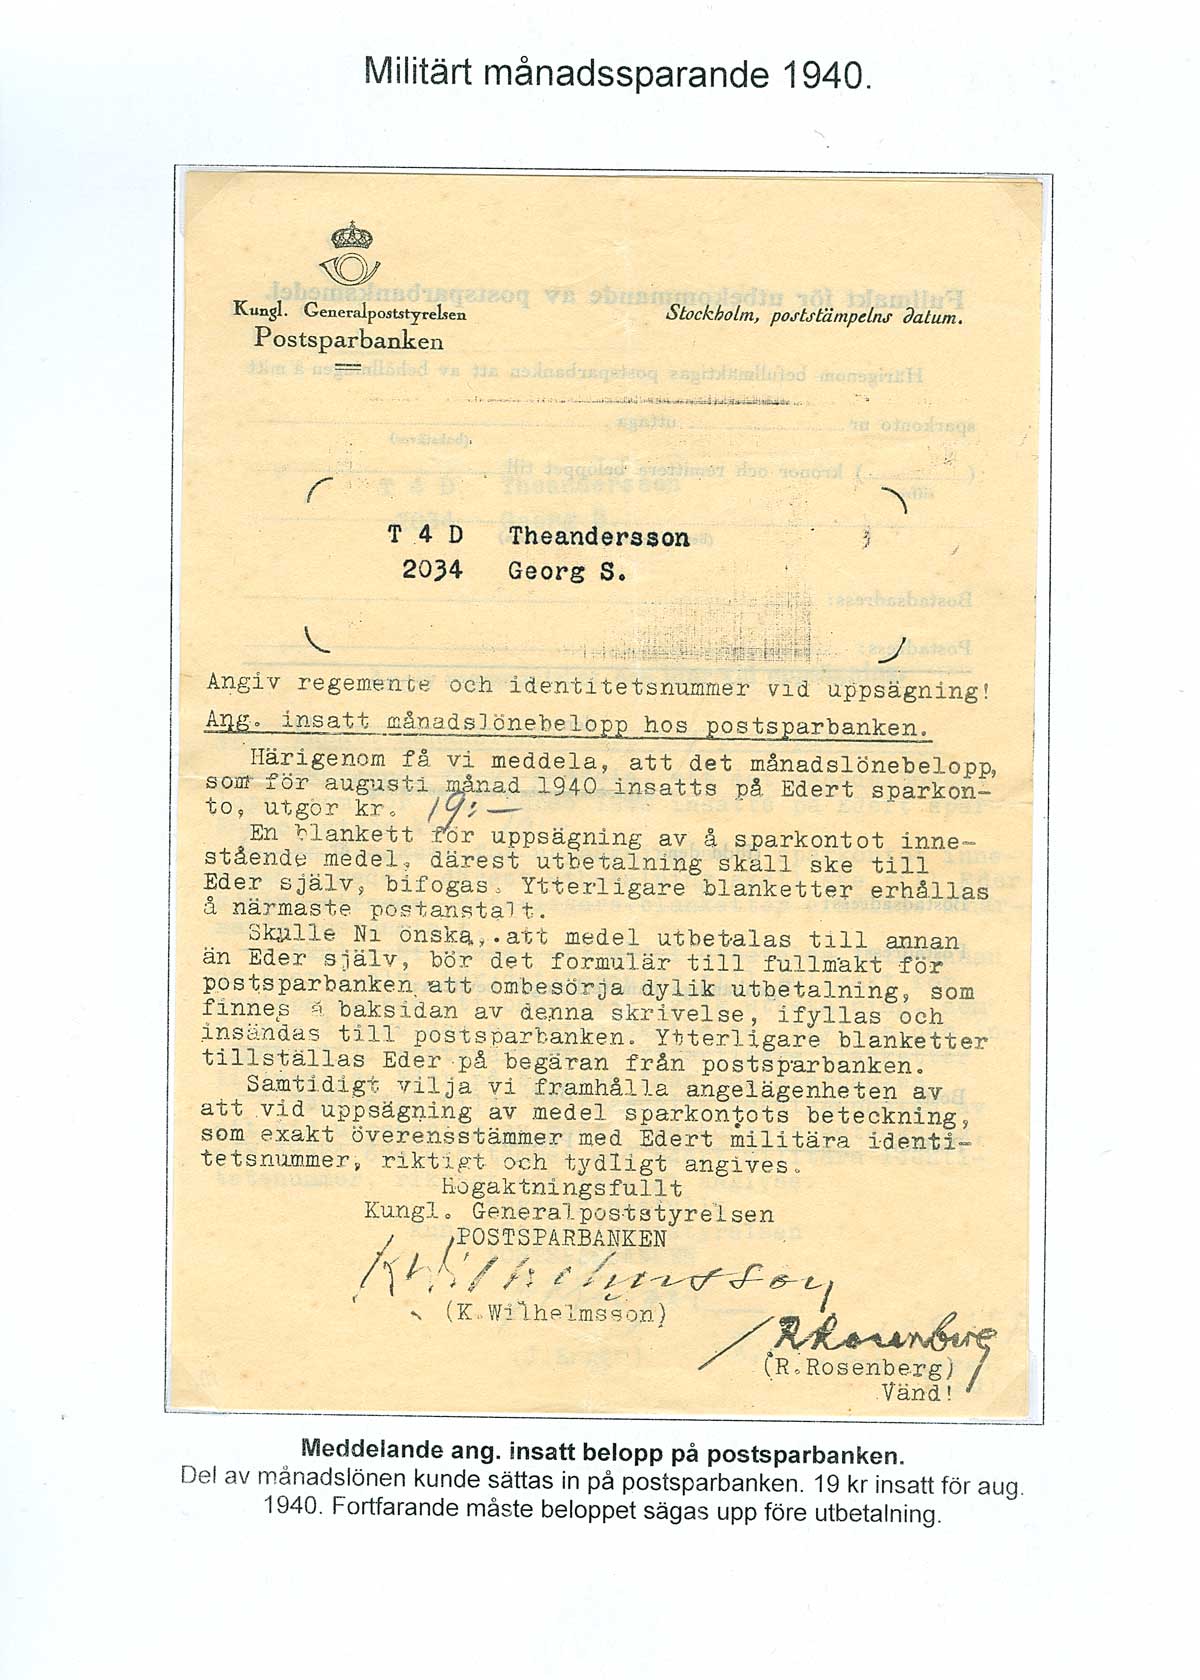 Militärt månadssparande 1940.
Kungl. Generalpoststyrelsen
Postsparbanken
Stockholm, poststämpelns datum.
T 4 D Theandersson
2034 Georg S.
Angiv regemente och identitetsnummer vid uppsägning!
Ang. insatt månadslönebelopp hos postsparbanken.
Härigenom få vi meddela, att det månadslönebelopp,
som för augusti månad 1940 insatts på Edert sparkon-
to, utgör kr. 19:—
En blankett för uppsägning av å sparkontot inne-
stående medel, därest utbetalning skall ske till
Eder själv, bifogas. Ytterligare blanketter erhållas
å närmaste postanstalt.
Skulle Ni önska, att medel utbetalas till annan
än Eder själv, bör det formulär till fullmakt för
postsparbanken att ombesörja dylik utbetalning, som
finnes å baksidan av denna skrivelse, ifyllas och
insändas till postsparbanken. Ytterligare blanketter
tillställas Eder på begäran från postsparbanken.
Samtidigt vilja vi framhålla angelägenheten av
att vid uppsägning av medel sparkontots beteckning,
som exakt överensstämmer med Edert militära identi-
tetsnummer, riktigt och tydligt angives.
Högaktningsfullt
Kungl. Generalpoststyrelsen
POSTSPARBANKEN
K Wilhelmsson
(K. Wilhelmsson)
/ R Rosenberg
(R. Rosenberg) /
Vänd!
Meddelande ang. insatt belopp på postsparbanken.
Del av månadslönen kunde sättas in på postsparbanken. 19 kr insatt för aug.
1940. Fortfarande måste beloppet sägas upp före utbetalning.